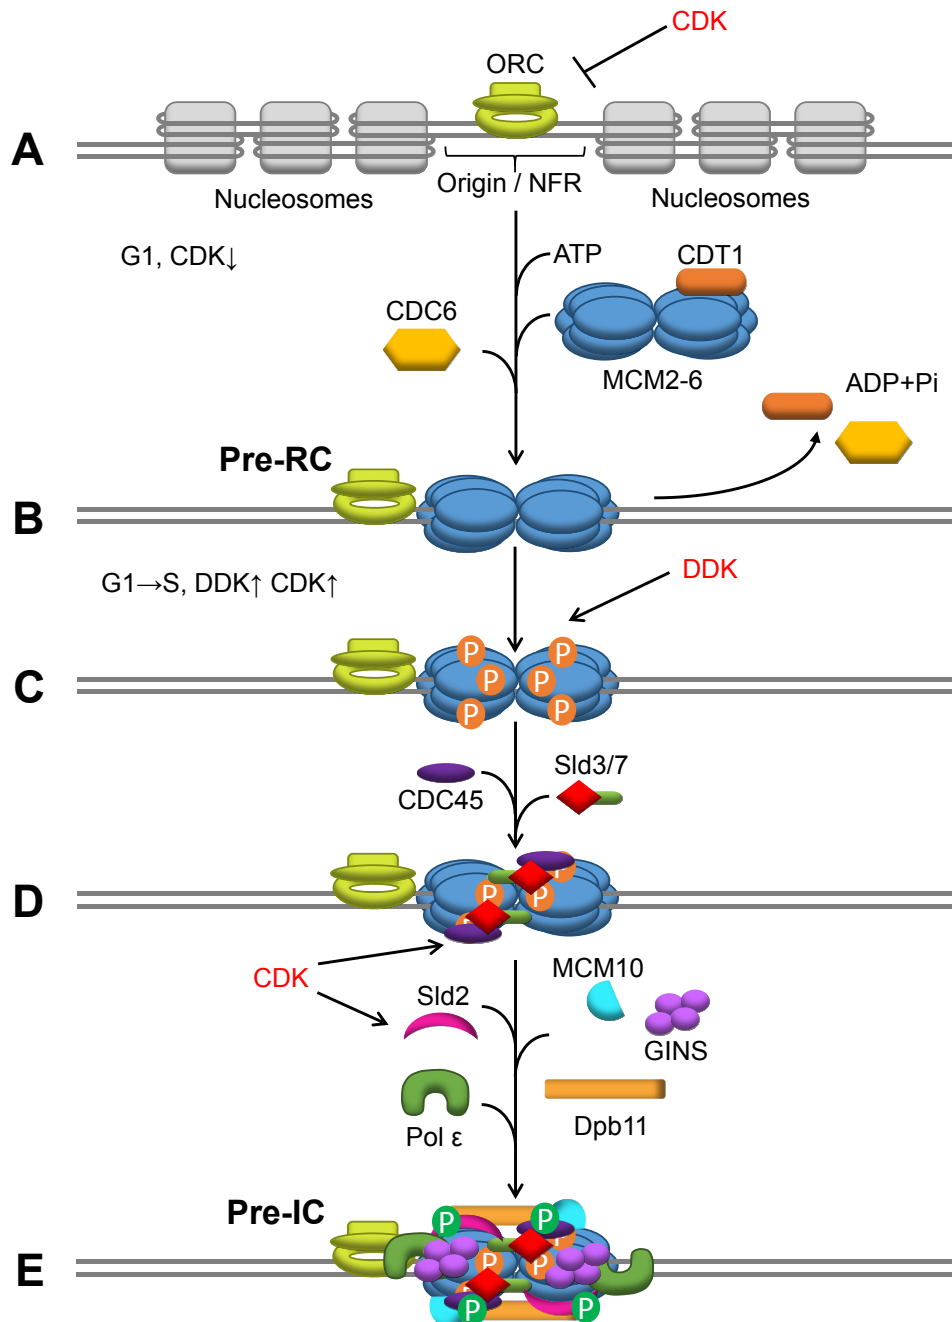 CDK
ORC
A
Nucleosomes
Origin / NFR
Nucleosomes
G1, CDK↓
ATP
CDT1
CDC6
MCM2-6
ADP+Pi
Pre-RC
B
G1→S, DDK↑ CDK↑
DDK
C
P
P
P
P
P
P
CDC45
Sld3/7
D
P
P
P
P
CDK
MCM10
Sld2
GINS
Pol ε
Dpb11
Pre-IC
P
P
P
E
P
P
P
P
P